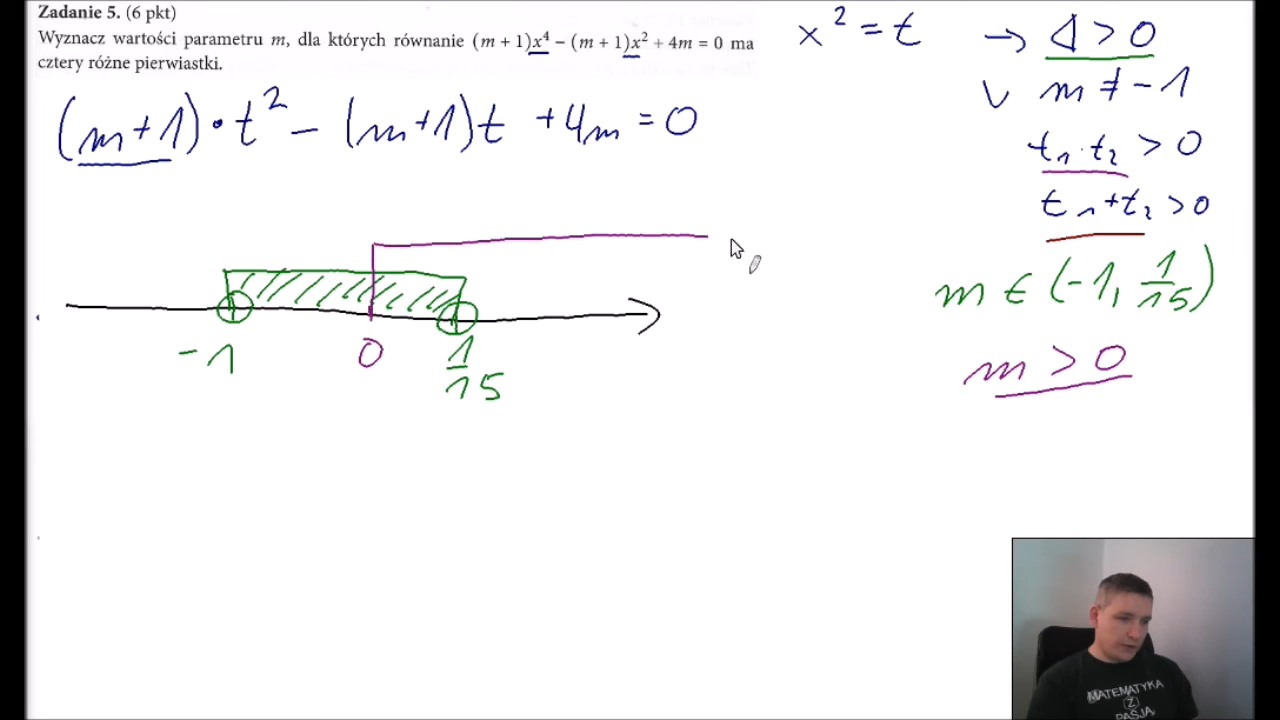 Zadanie 5. (6 pkt)
Wyznacz wartości parametru m, dla których równanie (m + 1)x⁴ − (m + 1)x² + 4m = 0 ma
cztery różne pierwiastki.
x² = t → Δ > 0
∨ m ≠ -1
(m+1)·t² - (m+1)t +4m = 0
t₁·t₂ > 0
t₁+t₂ > 0
m ∈ (-1, 1/15)
m > 0
-1 0 1/15
MATEMATYKA
Z
PASJĄ